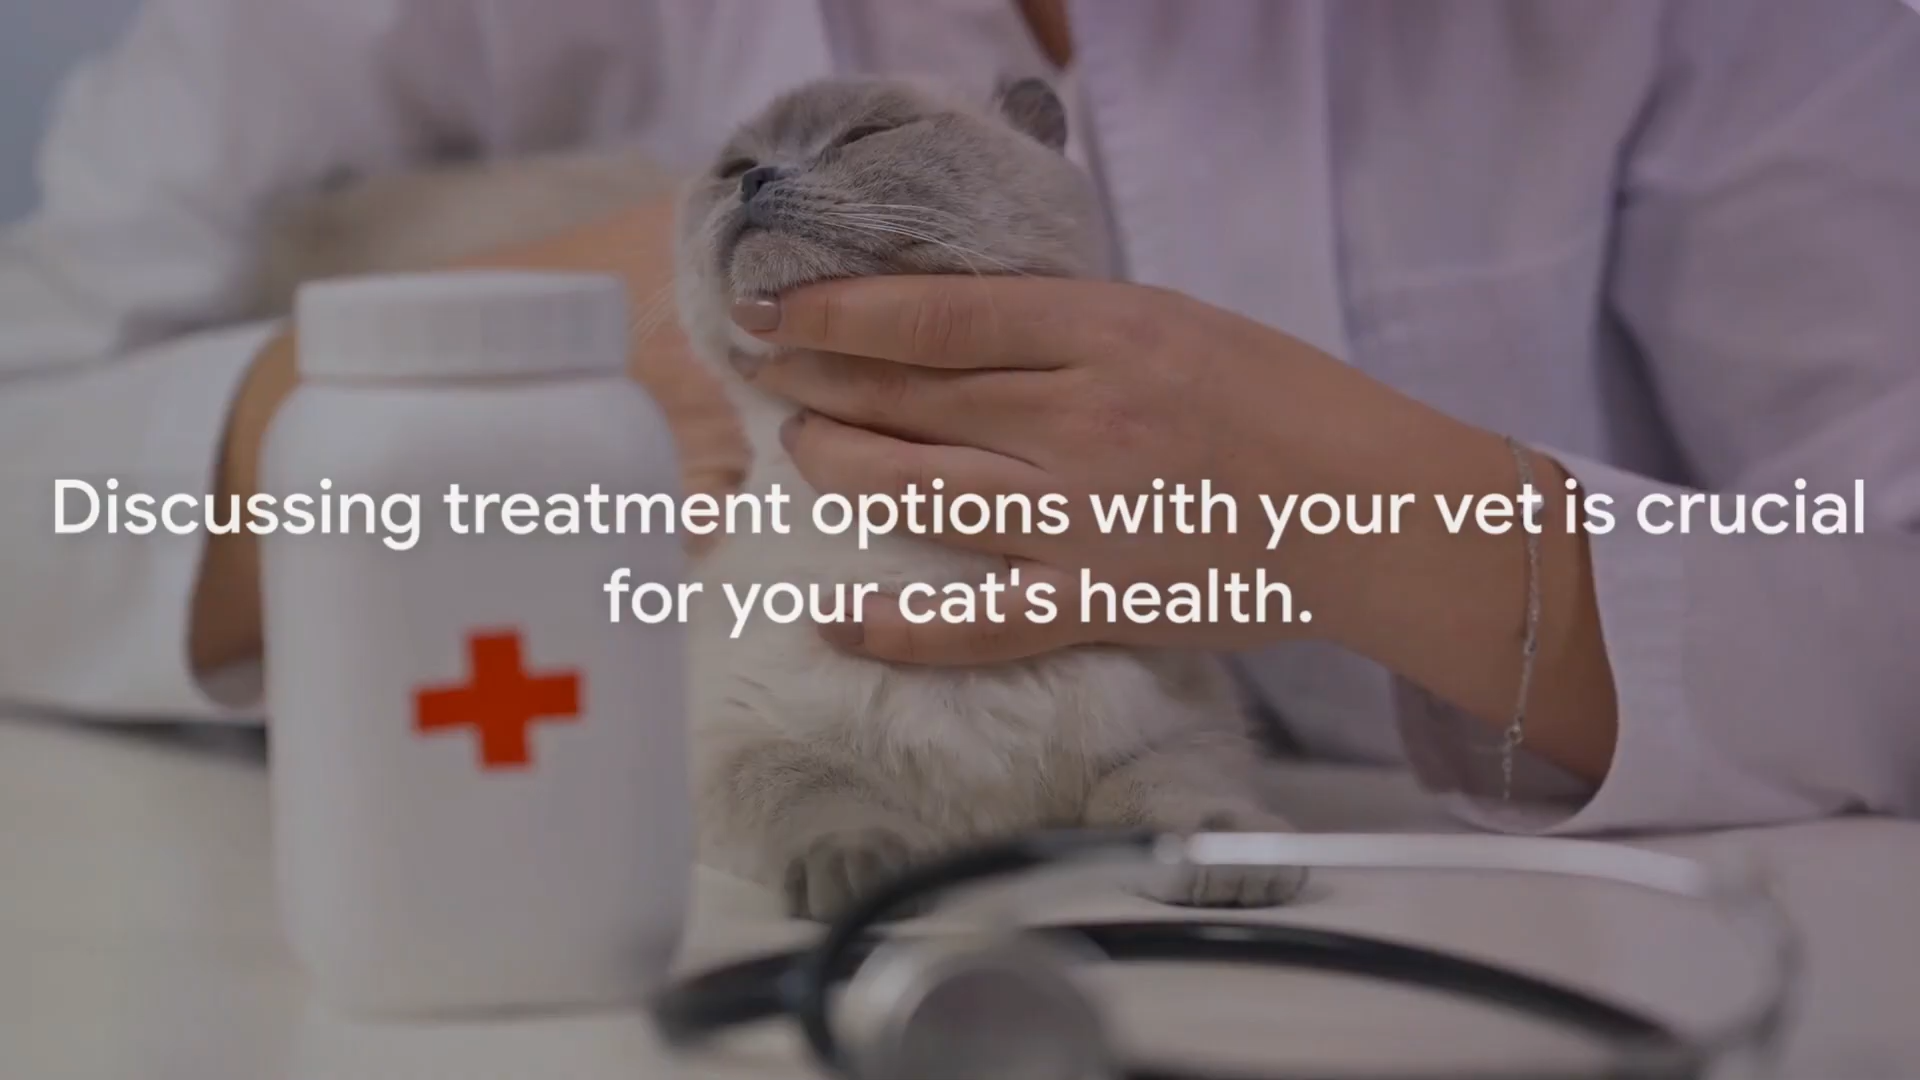 Discussing treatment options with your vet is crucial
for your cat's health.